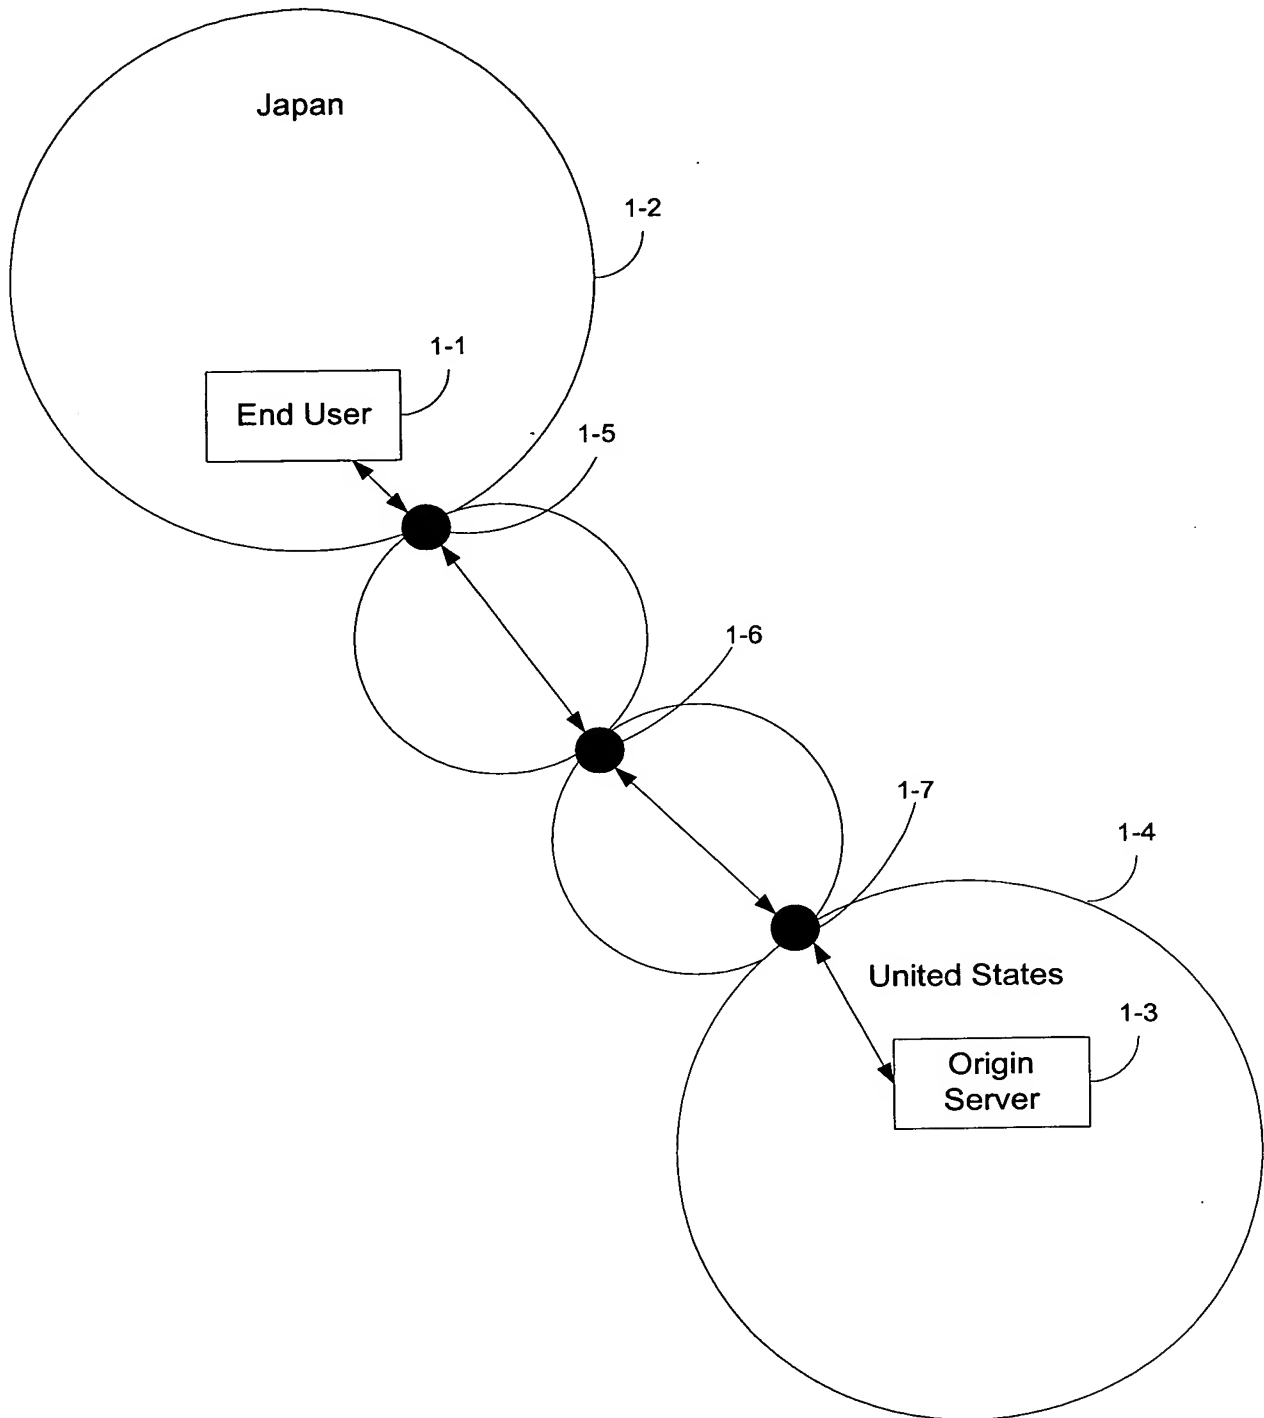 Japan
1-2
1-1
End User
1-5
1-6
1-7
1-4
United States
1-3
Origin
Server